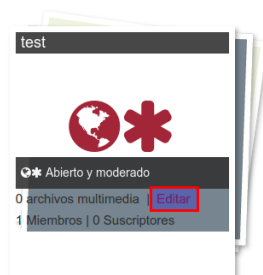 test
Abierto y moderado
0 archivos multimedia | Editar
1 Miembros | 0 Suscriptores